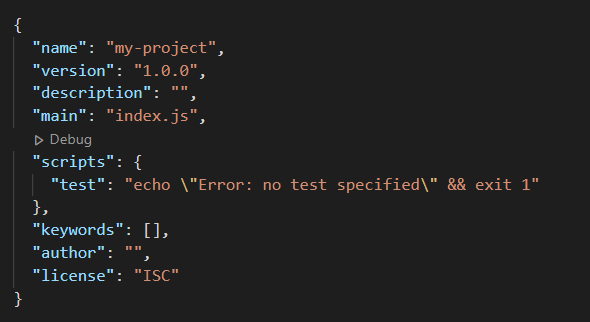 {
  "name": "my-project",
  "version": "1.0.0",
  "description": "",
  "main": "index.js",
  Debug
  "scripts": {
    "test": "echo \"Error: no test specified\" && exit 1"
  },
  "keywords": [],
  "author": "",
  "license": "ISC"
}